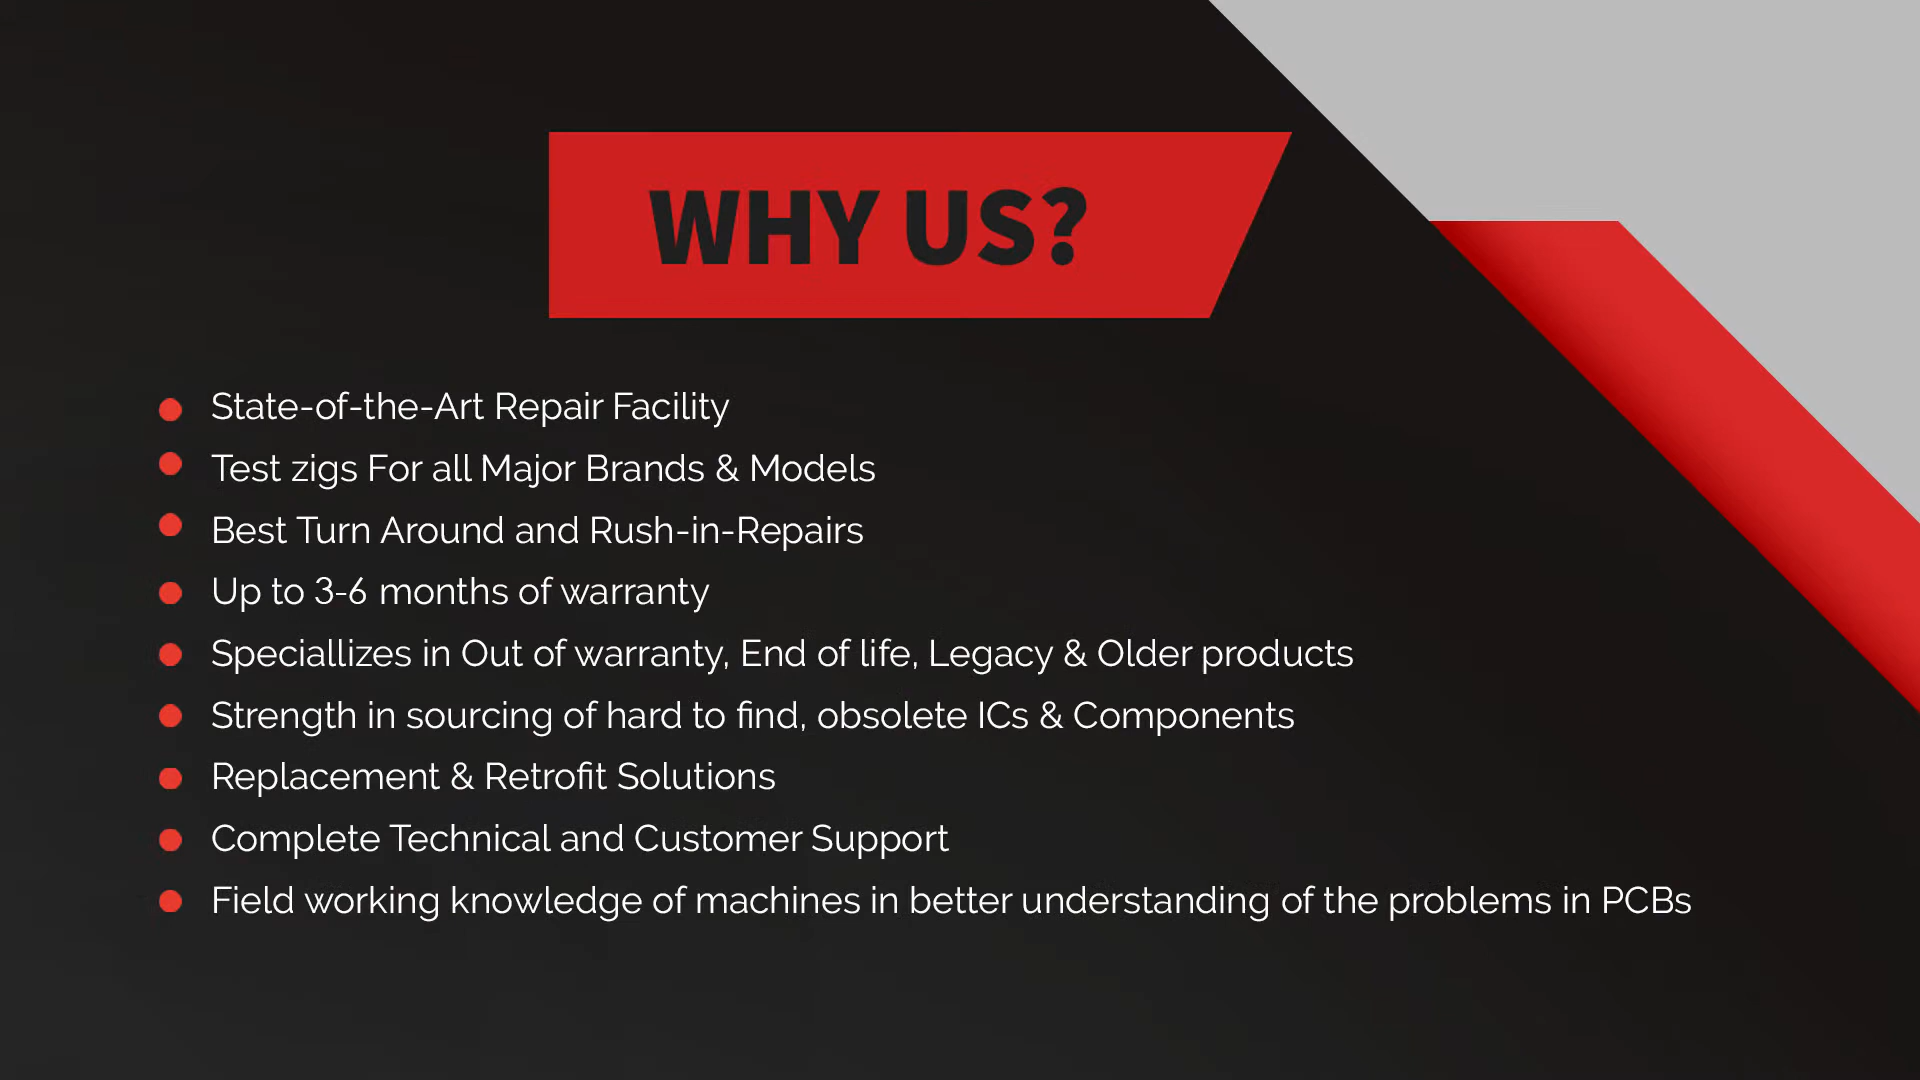 WHY US?
State-of-the-Art Repair Facility
Test zigs For all Major Brands & Models
Best Turn Around and Rush-in-Repairs
Up to 3-6 months of warranty
Speciallizes in Out of warranty, End of life, Legacy & Older products
Strength in sourcing of hard to find, obsolete ICs & Components
Replacement & Retrofit Solutions
Complete Technical and Customer Support
Field working knowledge of machines in better understanding of the problems in PCBs